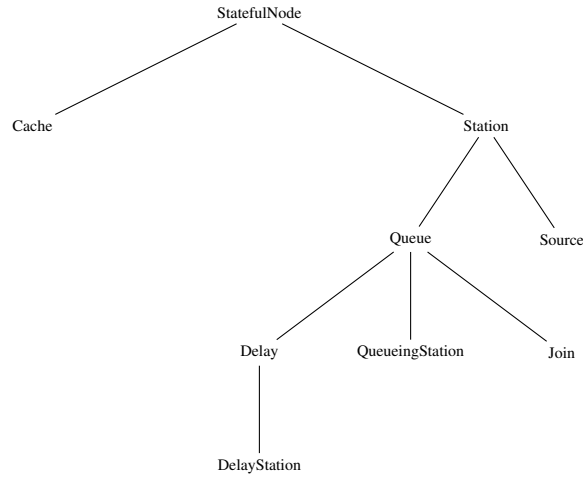 StatefulNode
Cache
Station
Queue
Source
Delay
QueueingStation
Join
DelayStation